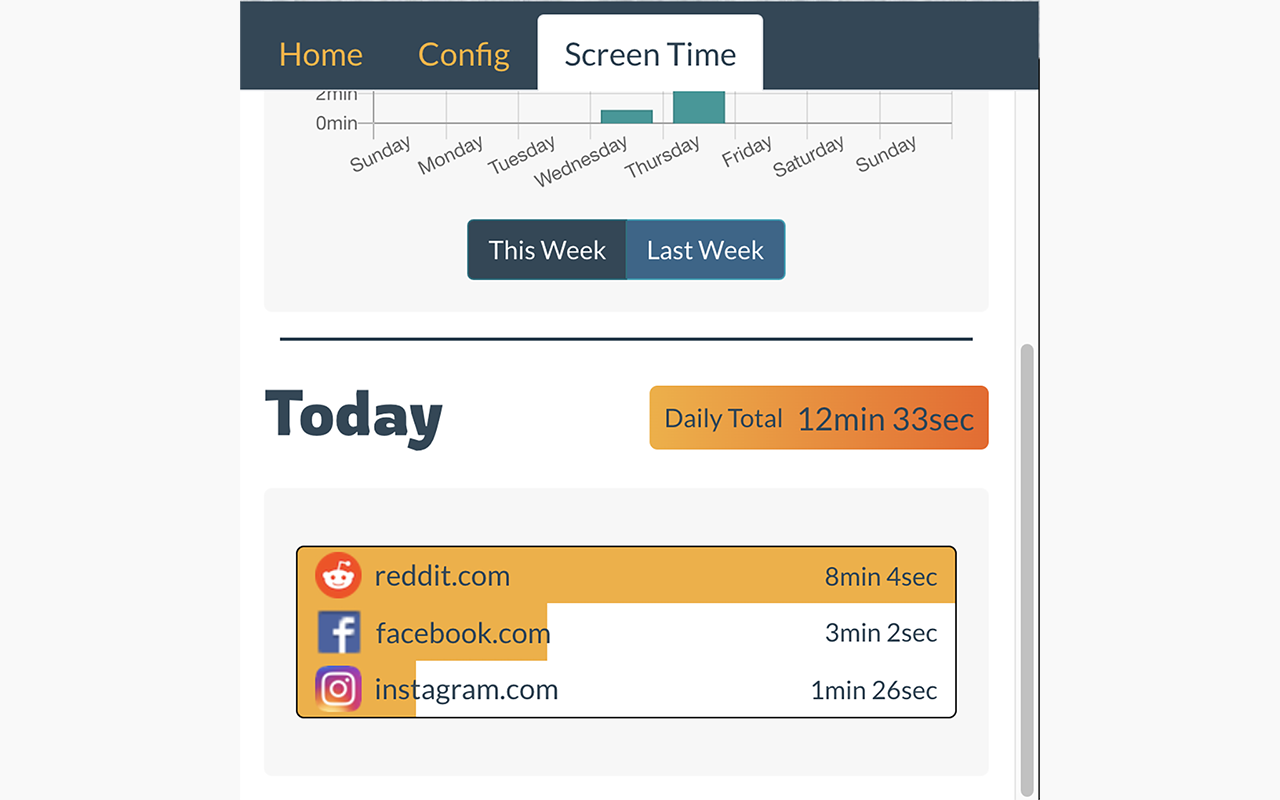 Home Config Screen Time
2min
0min
Sunday Monday Tuesday Wednesday Thursday Friday Saturday Sunday
This Week Last Week
Today
Daily Total 12min 33sec
reddit.com 8min 4sec
facebook.com 3min 2sec
instagram.com 1min 26sec